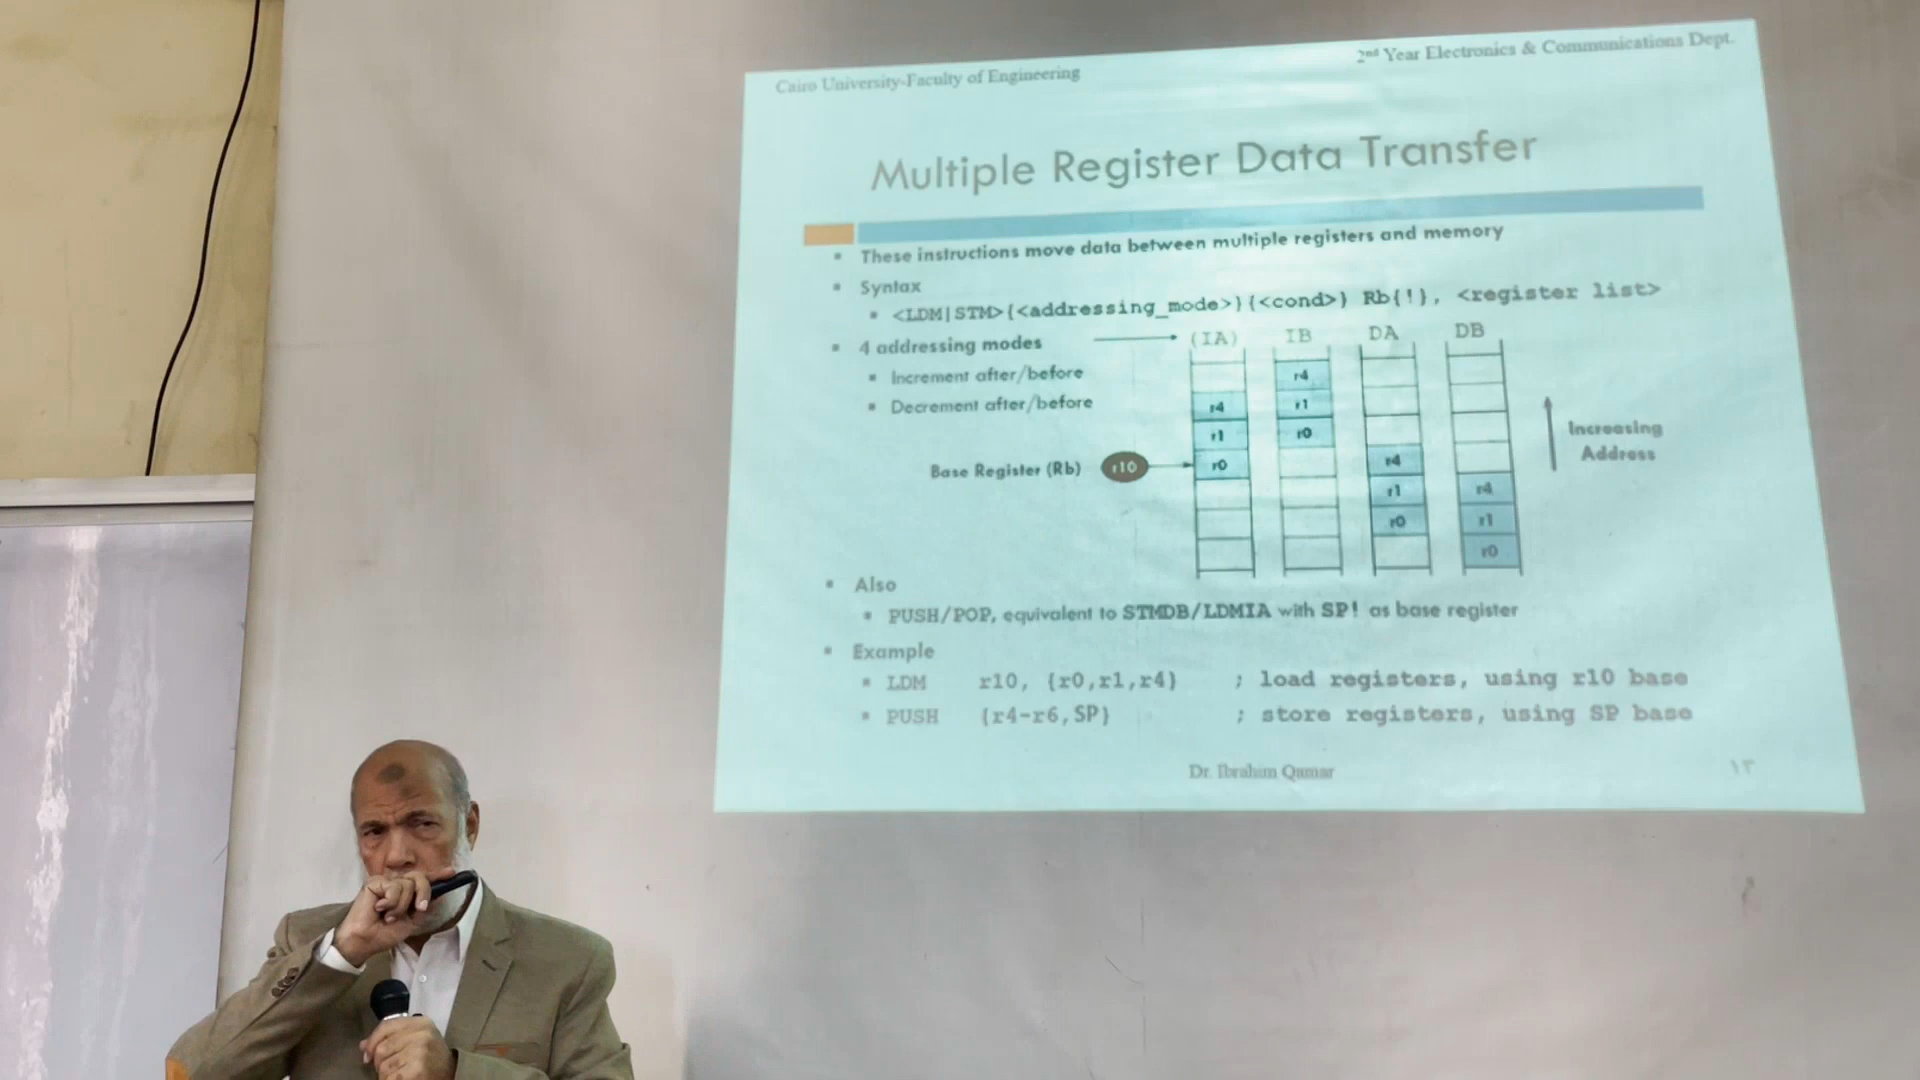 Cairo University-Faculty of Engineering
2nd Year Electronics & Communications Dept.
Multiple Register Data Transfer
These instructions move data between multiple registers and memory
Syntax
<LDM|STM>{<addressing_mode>}{<cond>} Rb{!}, <register list>
4 addressing modes
Increment after/before
Decrement after/before
(IA) IB DA DB
r4
r1
r0
r4
r1
r0
r4
r1
r0
r4
r1
r0
Base Register (Rb) r10
Increasing
Address
Also
PUSH/POP, equivalent to STMDB/LDMIA with SP! as base register
Example
LDM r10, {r0,r1,r4} ; load registers, using r10 base
PUSH {r4-r6,SP} ; store registers, using SP base
Dr. Ibrahim Qamar
١٣